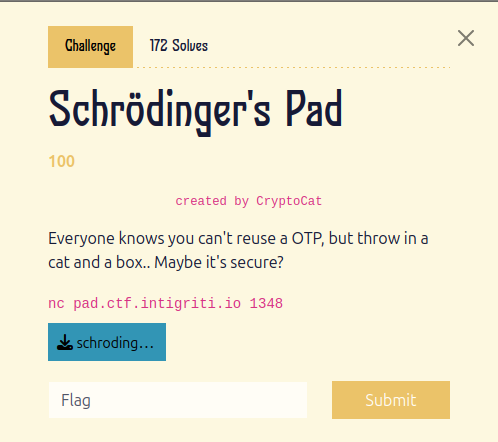 Challenge
172 Solves
Schrödinger's Pad
100
created by CryptoCat
Everyone knows you can't reuse a OTP, but throw in a
cat and a box.. Maybe it's secure?
nc pad.ctf.intigriti.io 1348
schroding...
Flag
Submit